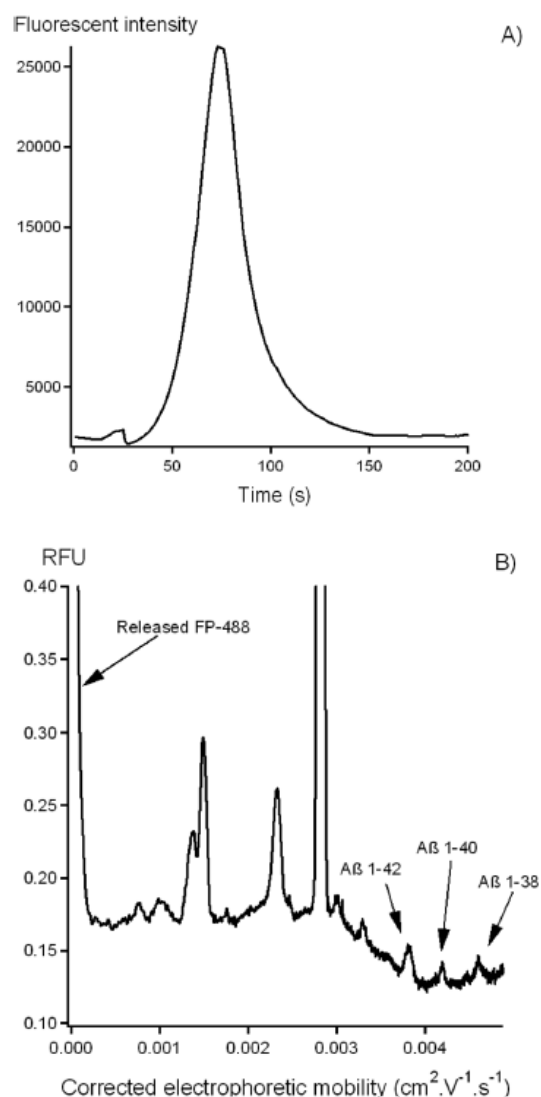 Fluorescent intensity
A)
25000
20000
15000
10000
5000
0 50 100 150 200
Time (s)
RFU
B)
0.40
Released FP-488
0.35
0.30
0.25
0.20
Aß 1-42 Aß 1-40 Aß 1-38
0.15
0.10
0.000 0.001 0.002 0.003 0.004
Corrected electrophoretic mobility (cm².V⁻¹.s⁻¹)